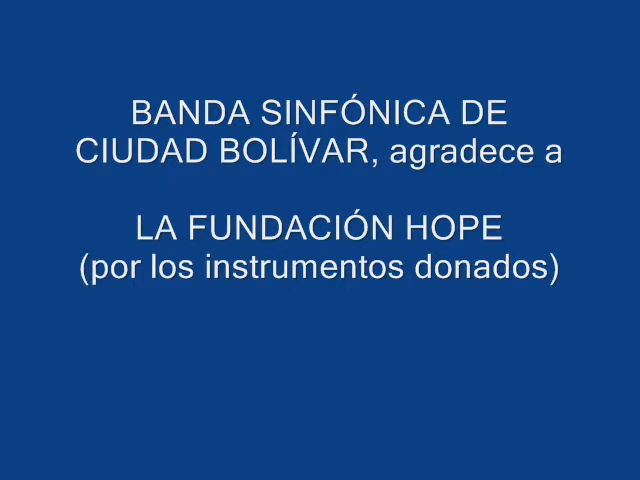 BANDA SINFÓNICA DE
CIUDAD BOLÍVAR, agradece a
LA FUNDACIÓN HOPE
(por los instrumentos donados)